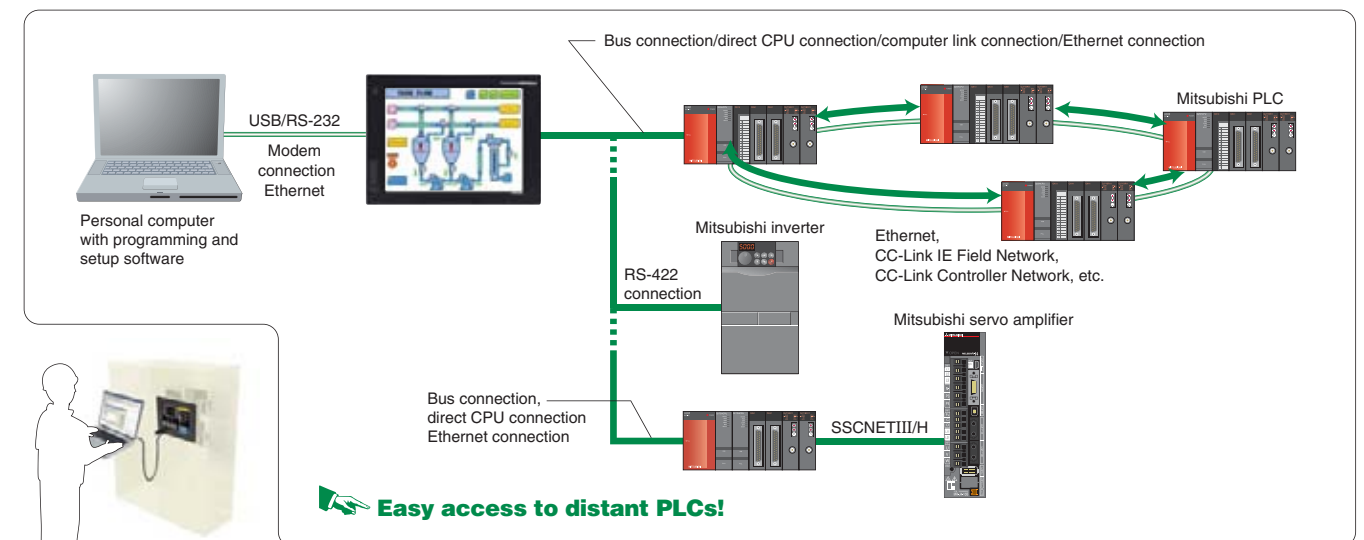 Bus connection/direct CPU connection/computer link connection/Ethernet connection
Mitsubishi PLC
USB/RS-232
Modem
connection
Ethernet
Personal computer
with programming and
setup software
Mitsubishi inverter
Ethernet,
CC-Link IE Field Network,
CC-Link Controller Network, etc.
RS-422
connection
Mitsubishi servo amplifier
Bus connection,
direct CPU connection
Ethernet connection
SSCNETIII/H
Easy access to distant PLCs!